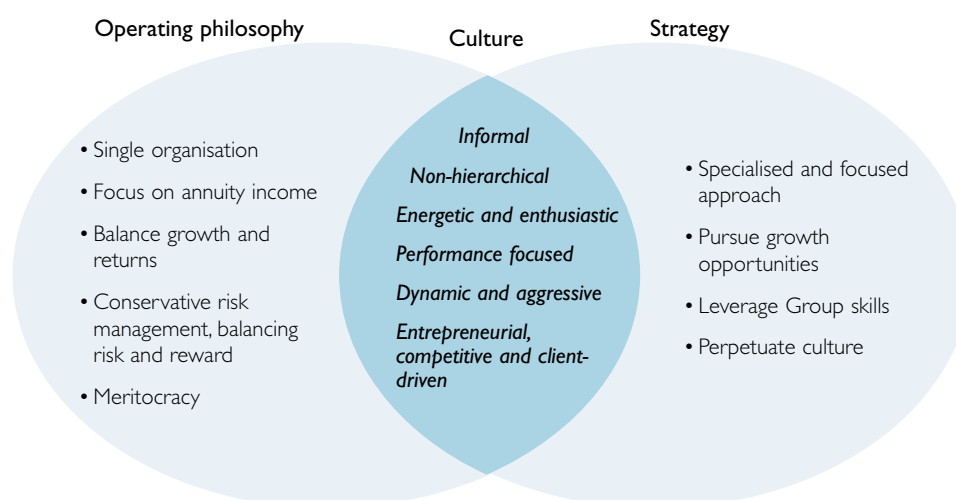 Operating philosophy
Culture
Strategy
• Single organisation
• Focus on annuity income
• Balance growth and
returns
• Conservative risk
management, balancing
risk and reward
• Meritocracy
Informal
Non-hierarchical
Energetic and enthusiastic
Performance focused
Dynamic and aggressive
Entrepreneurial,
competitive and client-
driven
• Specialised and focused
approach
• Pursue growth
opportunities
• Leverage Group skills
• Perpetuate culture